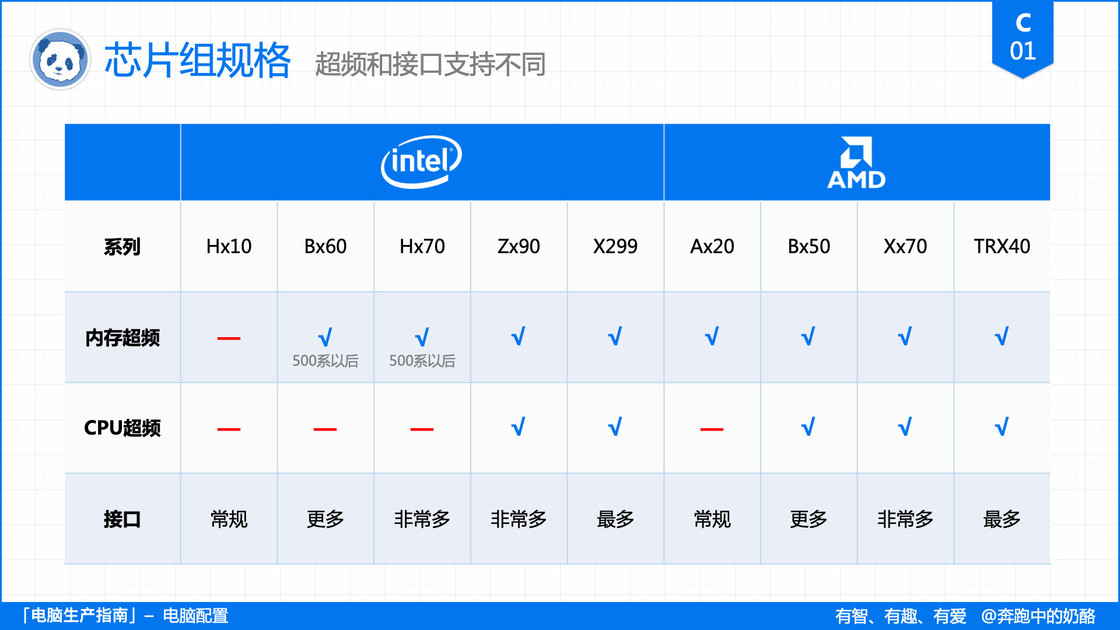 C
01
芯片组规格 超频和接口支持不同
intel AMD
系列 Hx10 Bx60 Hx70 Zx90 X299 Ax20 Bx50 Xx70 TRX40
内存超频 — √ √ √ √ √ √ √ √
500系以后 500系以后
CPU超频 — — — √ √ — √ √ √
接口 常规 更多 非常多 非常多 最多 常规 更多 非常多 最多
「电脑生产指南」– 电脑配置 有智、有趣、有爱 @奔跑中的奶酪